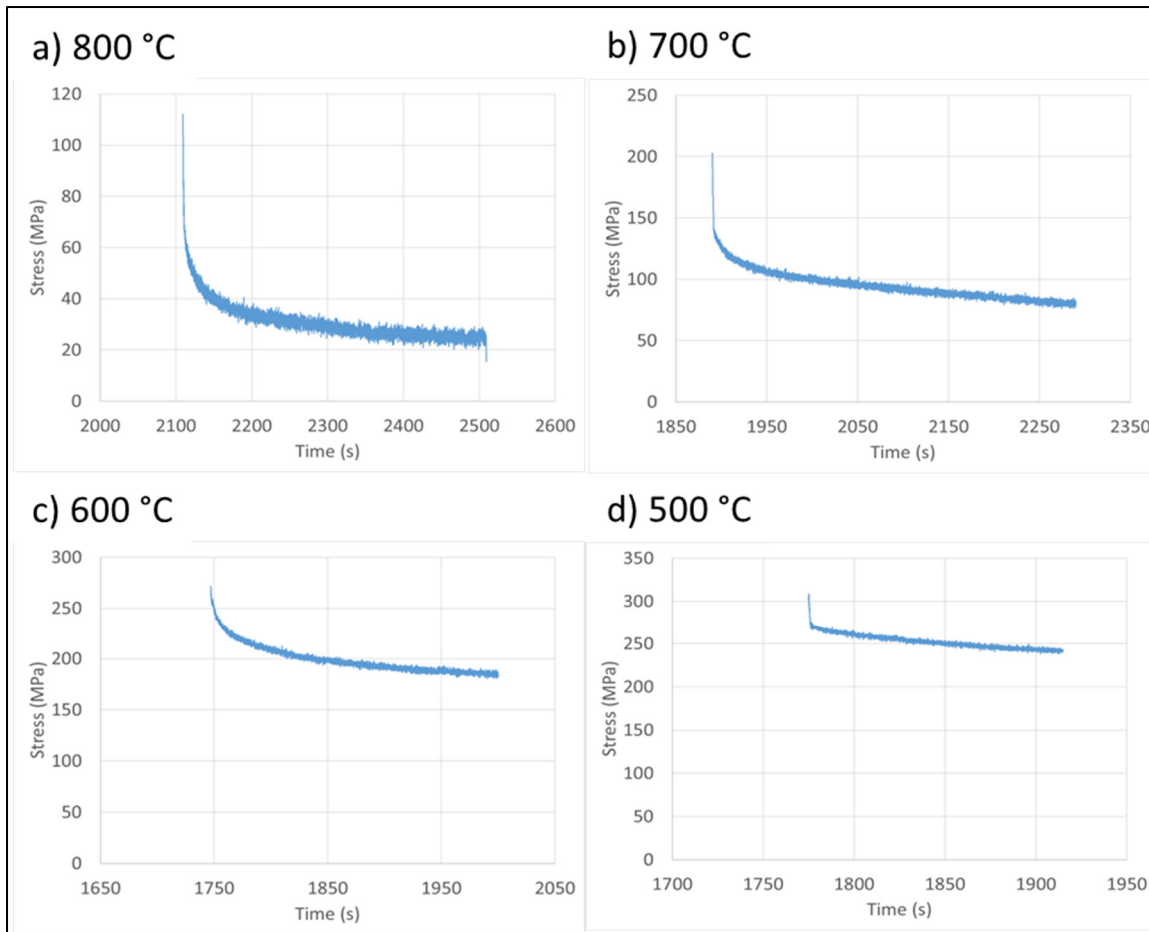 a) 800 °C
Stress (MPa)
120
100
80
60
40
20
0
2000 2100 2200 2300 2400 2500 2600
Time (s)
b) 700 °C
Stress (MPa)
250
200
150
100
50
0
1850 1950 2050 2150 2250 2350
Time (s)
c) 600 °C
Stress (MPa)
300
250
200
150
100
50
0
1650 1750 1850 1950 2050
Time (s)
d) 500 °C
Stress (MPa)
350
300
250
200
150
100
50
0
1700 1750 1800 1850 1900 1950
Time (s)